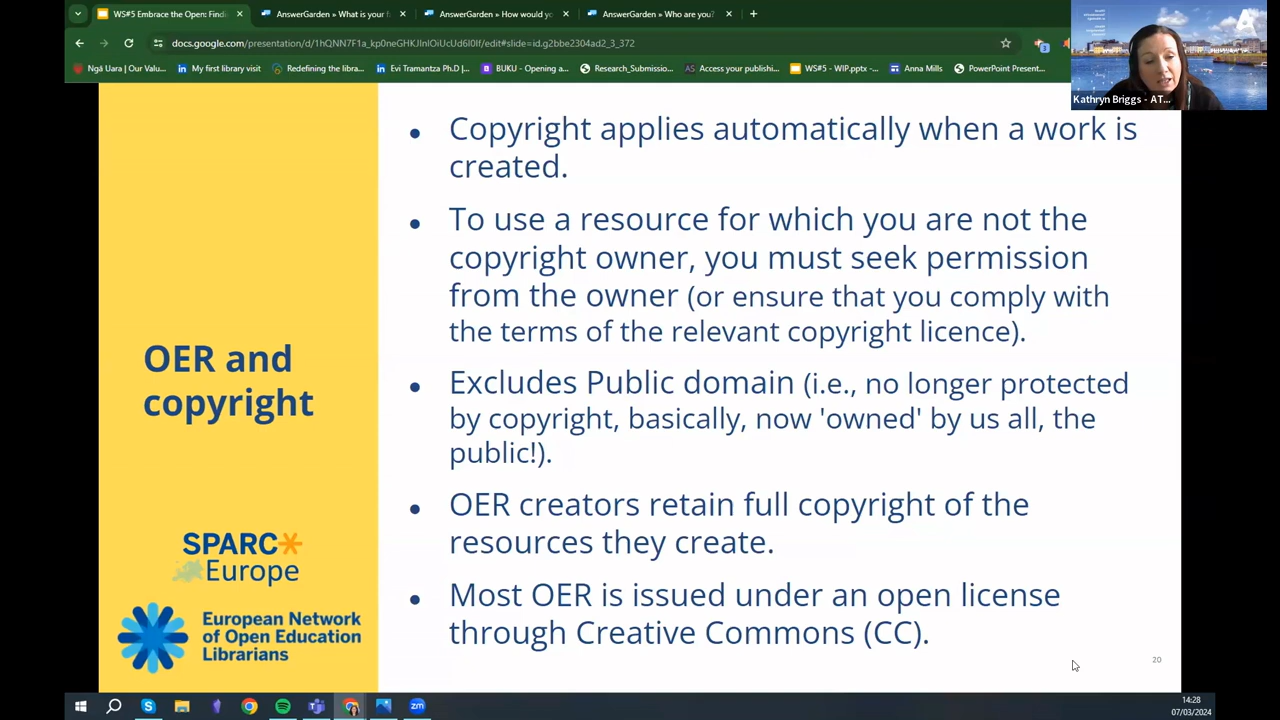 WS#5 Embrace the Open: Findi
AnswerGarden » What is your f
AnswerGarden » How would yo
AnswerGarden » Who are you?
docs.google.com/presentation/d/1hQNN7F1a_kp0neGHKJlnIOiUcUd6l0If/edit#slide=id.g2bbe2304ad2_3_372
Ngā Uara (Our Valu...
My first library visit
Redefining the libra...
Evi Tramantza Ph.D |...
BUKU - Opening a...
Research_Submissio...
Access your publishi...
WS#5 - WIP.pptx -...
Anna Mills
PowerPoint Present...
Kathryn Briggs - AT...
OER and
copyright
SPARC
Europe
European Network
of Open Education
Librarians
• Copyright applies automatically when a work is
created.
• To use a resource for which you are not the
copyright owner, you must seek permission
from the owner (or ensure that you comply with
the terms of the relevant copyright licence).
• Excludes Public domain (i.e., no longer protected
by copyright, basically, now 'owned' by us all, the
public!).
• OER creators retain full copyright of the
resources they create.
• Most OER is issued under an open license
through Creative Commons (CC).
20
14:28
07/03/2024